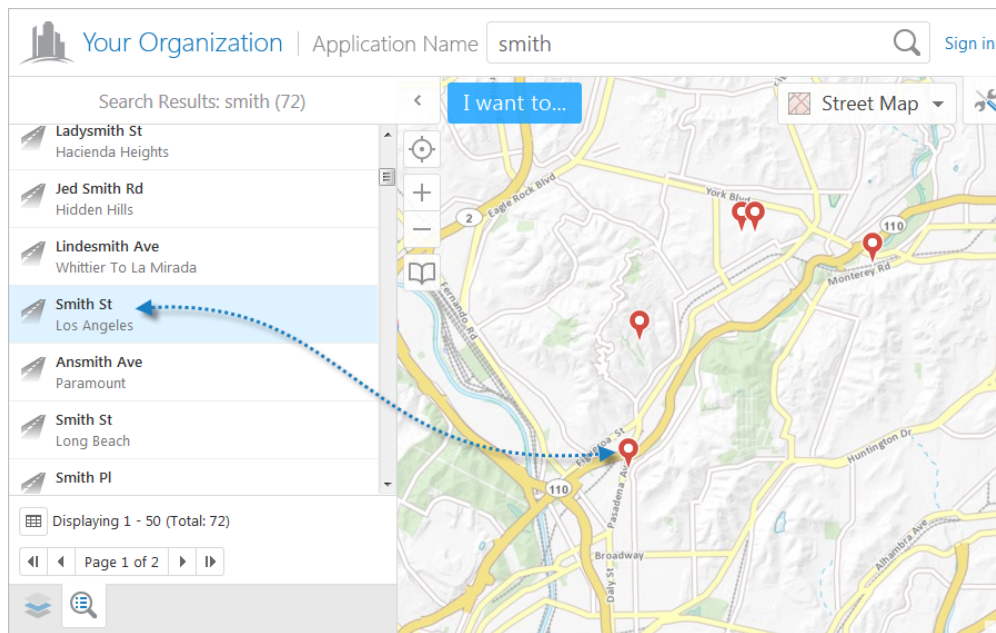 Your Organization
Application Name
smith
Sign in
Search Results: smith (72)
I want to...
Street Map
Ladysmith St
Hacienda Heights
Jed Smith Rd
Hidden Hills
Lindesmith Ave
Whittier To La Mirada
Smith St
Los Angeles
Ansmith Ave
Paramount
Smith St
Long Beach
Smith Pl
Displaying 1 - 50 (Total: 72)
Page 1 of 2
Eagle Rock Blvd
York Blvd
2
110
Monterey Rd
Fernando Rd
Figueroa St
110
Pasadena Ave
Huntington Dr
Broadway
Daly St
Alhambra Ave